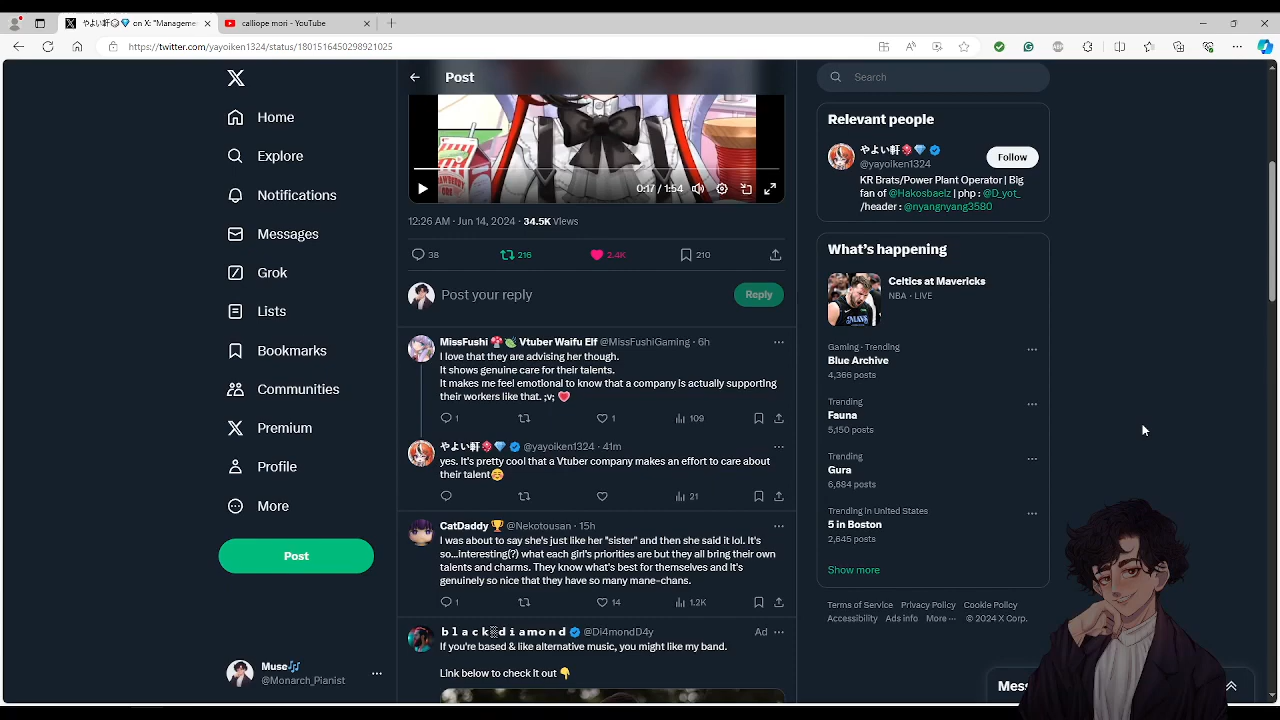 やよい軒🎲💎 on X: "Manageme
calliope mori - YouTube
https://twitter.com/yayoiken1324/status/1801516450298921025
Home
Explore
Notifications
Messages
Grok
Lists
Bookmarks
Communities
Premium
Profile
More
Post
Muse🎶
@Monarch_Pianist
Post
0:17 / 1:54
12:26 AM · Jun 14, 2024 · 34.5K Views
38 216 2.4K 210
Post your reply
Reply
MissFushi 🍄🍃 Vtuber Waifu Elf @MissFushiGaming · 6h
I love that they are advising her though.
It shows genuine care for their talents.
It makes me feel emotional to know that a company is actually supporting
their workers like that. ;v; ❤
1 1 109
やよい軒🎲💎 @yayoiken1324 · 41m
yes. It's pretty cool that a Vtuber company makes an effort to care about
their talent☺
21
CatDaddy 🏆 @Nekotousan · 15h
I was about to say she's just like her "sister" and then she said it lol. It's
so...interesting(?) what each girl's priorities are but they all bring their own
talents and charms. They know what's best for themselves and it's
genuinely so nice that they have so many mane-chans.
1 14 1.2K
b l a c k▒d i a m o n d @Di4mondD4y Ad
If you're based & like alternative music, you might like my band.
Link below to check it out 👇
Search
Relevant people
やよい軒🎲💎
@yayoiken1324
Follow
KR Brats/Power Plant Operator | Big
fan of @Hakosbaelz | php : @D_yot_
/header : @nyangnyang3580
What's happening
Celtics at Mavericks
NBA · LIVE
Gaming · Trending
Blue Archive
4,366 posts
Trending
Fauna
5,150 posts
Trending
Gura
6,684 posts
Trending in United States
5 in Boston
2,645 posts
Show more
Terms of Service Privacy Policy Cookie Policy
Accessibility Ads info More ··· © 2024 X Corp.